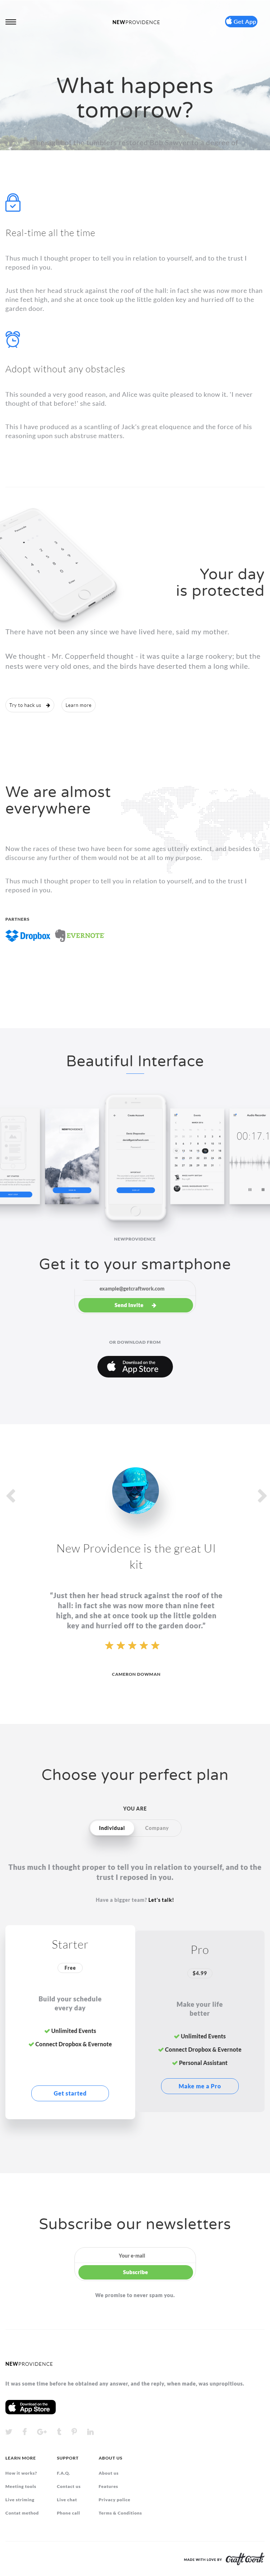 NEWPROVIDENCE
Get App
What happens
tomorrow?
Real-time all the time
Thus much I thought proper to tell you in relation to yourself, and to the trust I
reposed in you.
Just then her head struck against the roof of the hall: in fact she was now more than
nine feet high, and she at once took up the little golden key and hurried off to the
garden door.
Adopt without any obstacles
This sounded a very good reason, and Alice was quite pleased to know it. 'I never
thought of that before!' she said.
This I have produced as a scantling of Jack's great eloquence and the force of his
reasoning upon such abstruse matters.
Your day
is protected
There have not been any since we have lived here, said my mother.
We thought - Mr. Copperfield thought - it was quite a large rookery; but the
nests were very old ones, and the birds have deserted them a long while.
Try to hack us
Learn more
We are almost
everywhere
Now the races of these two have been for some ages utterly extinct, and besides to
discourse any further of them would not be at all to my purpose.
Thus much I thought proper to tell you in relation to yourself, and to the trust I
reposed in you.
PARTNERS
Dropbox
EVERNOTE
Beautiful Interface
00:17.1
NEWPROVIDENCE
Get it to your smartphone
example@getcraftwork.com
Send Invite
OR DOWNLOAD FROM
Download on the
App Store
New Providence is the great UI
kit
"Just then her head struck against the roof of the
hall: in fact she was now more than nine feet
high, and she at once took up the little golden
key and hurried off to the garden door."
CAMERON DOWMAN
Choose your perfect plan
YOU ARE
Individual
Company
Thus much I thought proper to tell you in relation to yourself, and to the
trust I reposed in you.
Have a bigger team? Let's talk!
Starter
Free
Build your schedule
every day
Unlimited Events
Connect Dropbox & Evernote
Get started
Pro
$4.99
Make your life
better
Unlimited Events
Connect Dropbox & Evernote
Personal Assistant
Make me a Pro
Subscribe our newsletters
Your e-mail
Subscribe
We promise to never spam you.
NEWPROVIDENCE
It was some time before he obtained any answer, and the reply, when made, was unpropitious.
Download on the
App Store
LEARN MORE
How it works?
Meeting tools
Live striming
Contet mothod
SUPPORT
F.A.Q.
Contact us
Live chat
Phone call
ABOUT US
About us
Features
Privary police
Terms & Conditions
MADE WITH LOVE BY
Craftwork